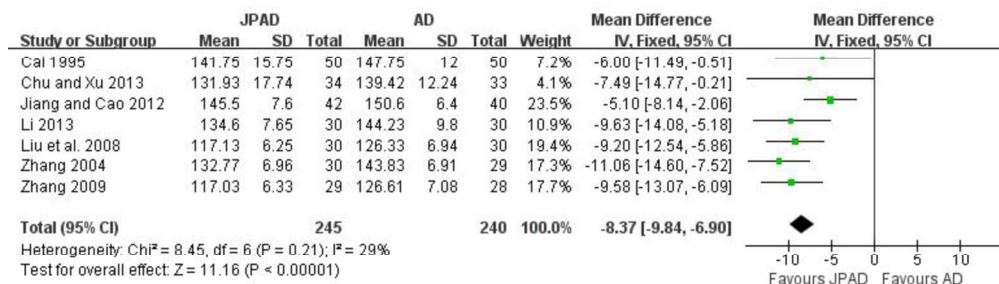 JPAD AD Mean Difference Mean Difference
Study or Subgroup Mean SD Total Mean SD Total Weight IV, Fixed, 95% CI IV, Fixed, 95% CI
Cai 1995 141.75 15.75 50 147.75 12 50 7.2% -6.00 [-11.49, -0.51]
Chu and Xu 2013 131.93 17.74 34 139.42 12.24 33 4.1% -7.49 [-14.77, -0.21]
Jiang and Cao 2012 145.5 7.6 42 150.6 6.4 40 23.5% -5.10 [-8.14, -2.06]
Li 2013 134.6 7.65 30 144.23 9.8 30 10.9% -9.63 [-14.08, -5.18]
Liu et al. 2008 117.13 6.25 30 126.33 6.94 30 19.4% -9.20 [-12.54, -5.86]
Zhang 2004 132.77 6.96 30 143.83 6.91 29 17.3% -11.06 [-14.60, -7.52]
Zhang 2009 117.03 6.33 29 126.61 7.08 28 17.7% -9.58 [-13.07, -6.09]
Total (95% CI) 245 240 100.0% -8.37 [-9.84, -6.90]
Heterogeneity: Chi² = 8.45, df = 6 (P = 0.21); I² = 29%
Test for overall effect: Z = 11.16 (P < 0.00001)
-10 -5 0 5 10
Favours JPAD Favours AD